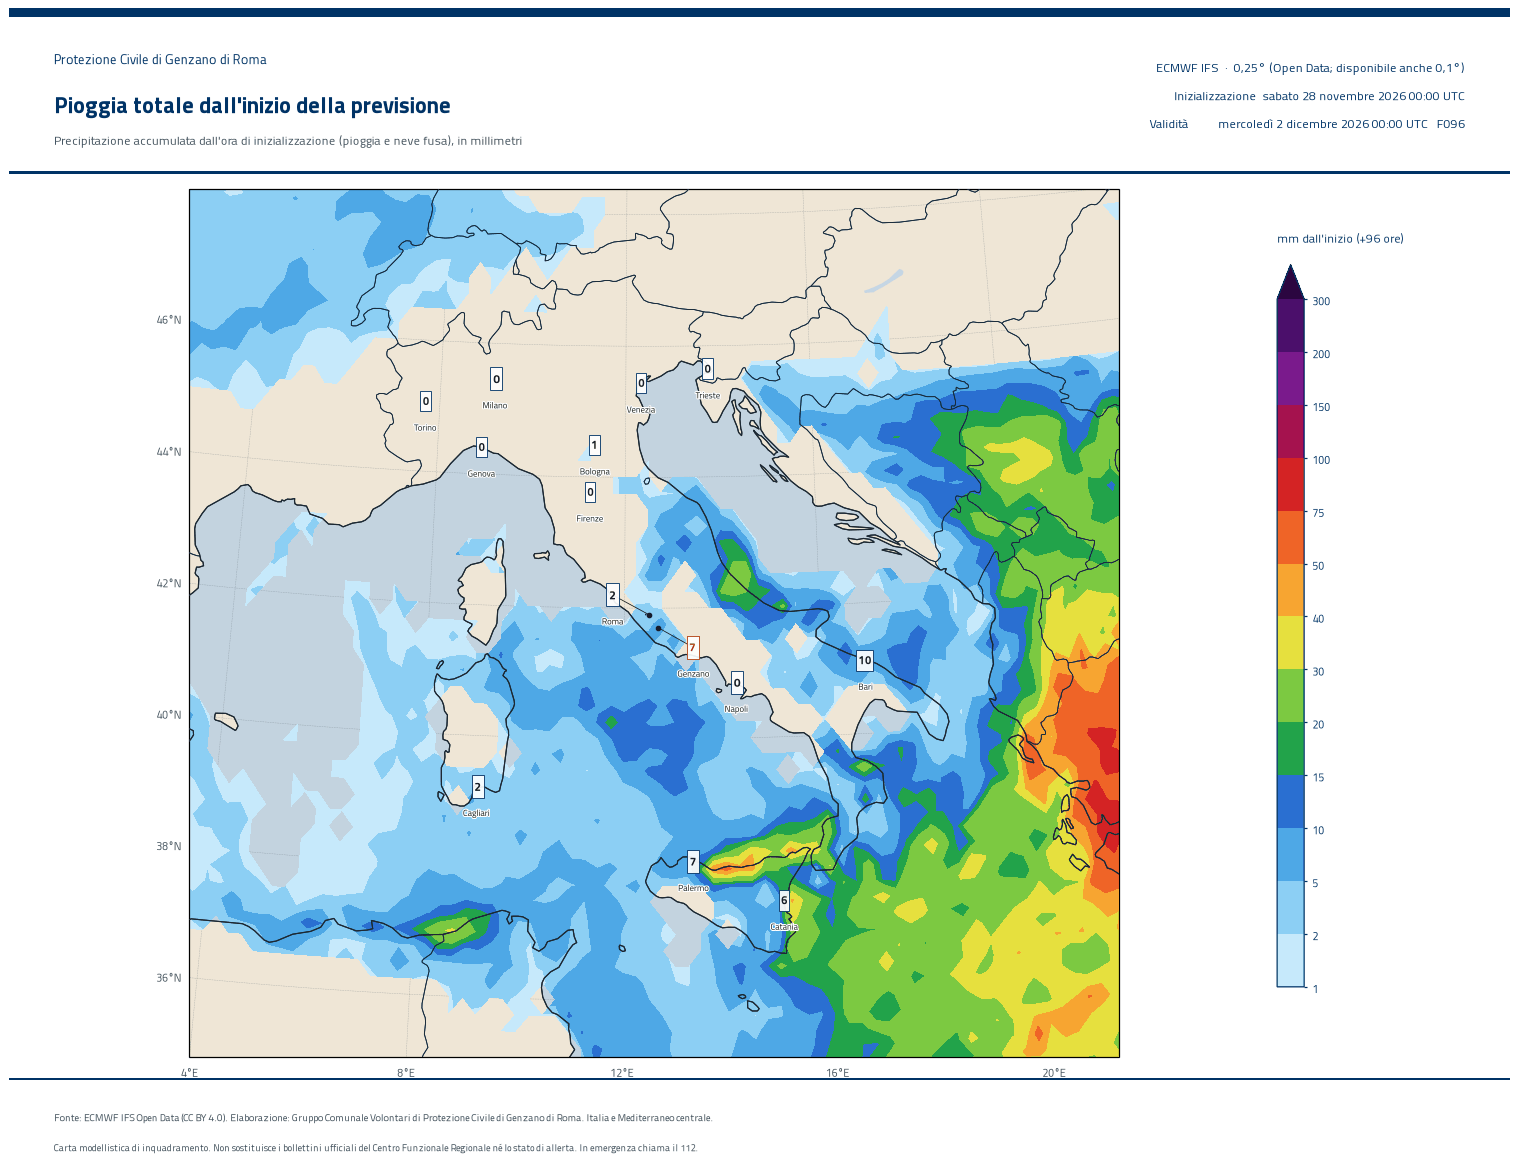 Protezione Civile di Genzano di Roma
Pioggia totale dall'inizio della previsione
Precipitazione accumulata dall'ora di inizializzazione (pioggia e neve fusa), in millimetri
ECMWF IFS · 0,25° (Open Data; disponibile anche 0,1°)
Inizializzazione sabato 28 novembre 2026 00:00 UTC
Validità mercoledì 2 dicembre 2026 00:00 UTC F096
mm dall'inizio (+96 ore)
300
200
150
100
75
50
40
30
20
15
10
5
2
1
46°N
44°N
42°N
40°N
38°N
36°N
4°E
8°E
12°E
16°E
20°E
0
Torino
0
Milano
0
Venezia
0
Trieste
0
Genova
1
Bologna
0
Firenze
2
Roma
7
Genzano
0
Napoli
10
Bari
2
Cagliari
7
Palermo
6
Catania
Fonte: ECMWF IFS Open Data (CC BY 4.0). Elaborazione: Gruppo Comunale Volontari di Protezione Civile di Genzano di Roma. Italia e Mediterraneo centrale.
Carta modellistica di inquadramento. Non sostituisce i bollettini ufficiali del Centro Funzionale Regionale né lo stato di allerta. In emergenza chiama il 112.